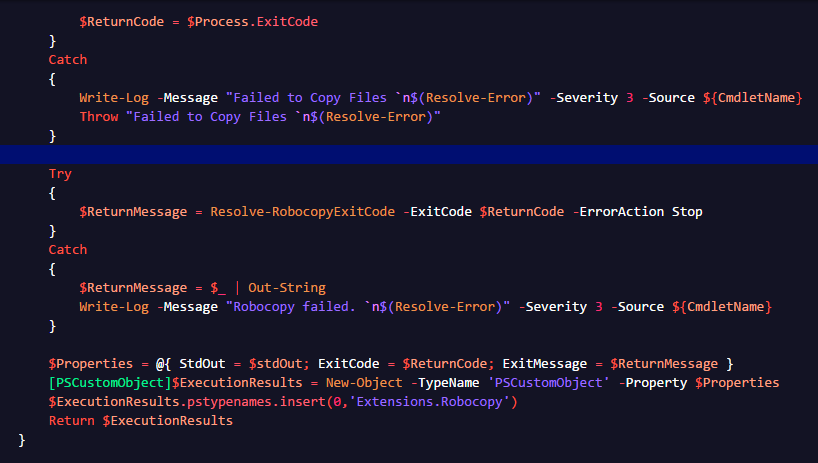 $ReturnCode = $Process.ExitCode
}
Catch
{
Write-Log -Message "Failed to Copy Files `n$(Resolve-Error)" -Severity 3 -Source ${CmdletName}
Throw "Failed to Copy Files `n$(Resolve-Error)"
}
Try
{
$ReturnMessage = Resolve-RobocopyExitCode -ExitCode $ReturnCode -ErrorAction Stop
}
Catch
{
$ReturnMessage = $_ | Out-String
Write-Log -Message "Robocopy failed. `n$(Resolve-Error)" -Severity 3 -Source ${CmdletName}
}
$Properties = @{ StdOut = $stdOut; ExitCode = $ReturnCode; ExitMessage = $ReturnMessage }
[PSCustomObject]$ExecutionResults = New-Object -TypeName 'PSCustomObject' -Property $Properties
$ExecutionResults.pstypenames.insert(0,'Extensions.Robocopy')
Return $ExecutionResults
}